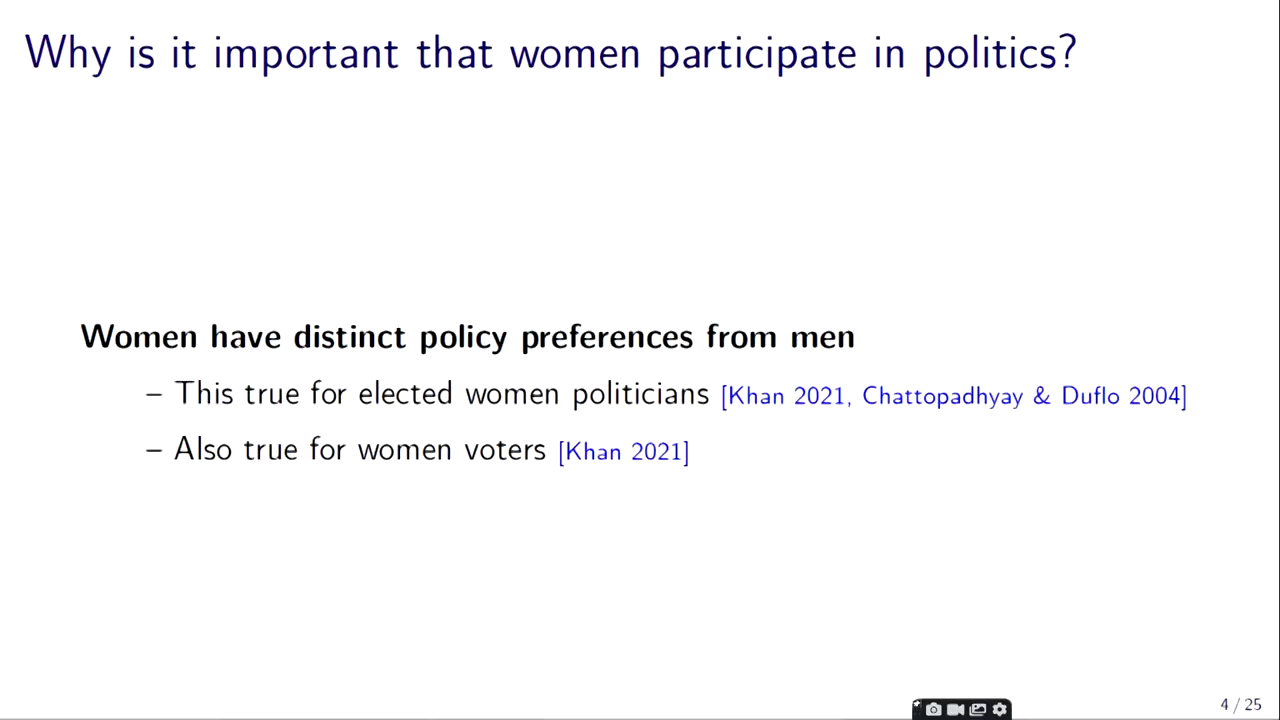 Why is it important that women participate in politics?
Women have distinct policy preferences from men
– This true for elected women politicians [Khan 2021, Chattopadhyay & Duflo 2004]
– Also true for women voters [Khan 2021]
4 / 25